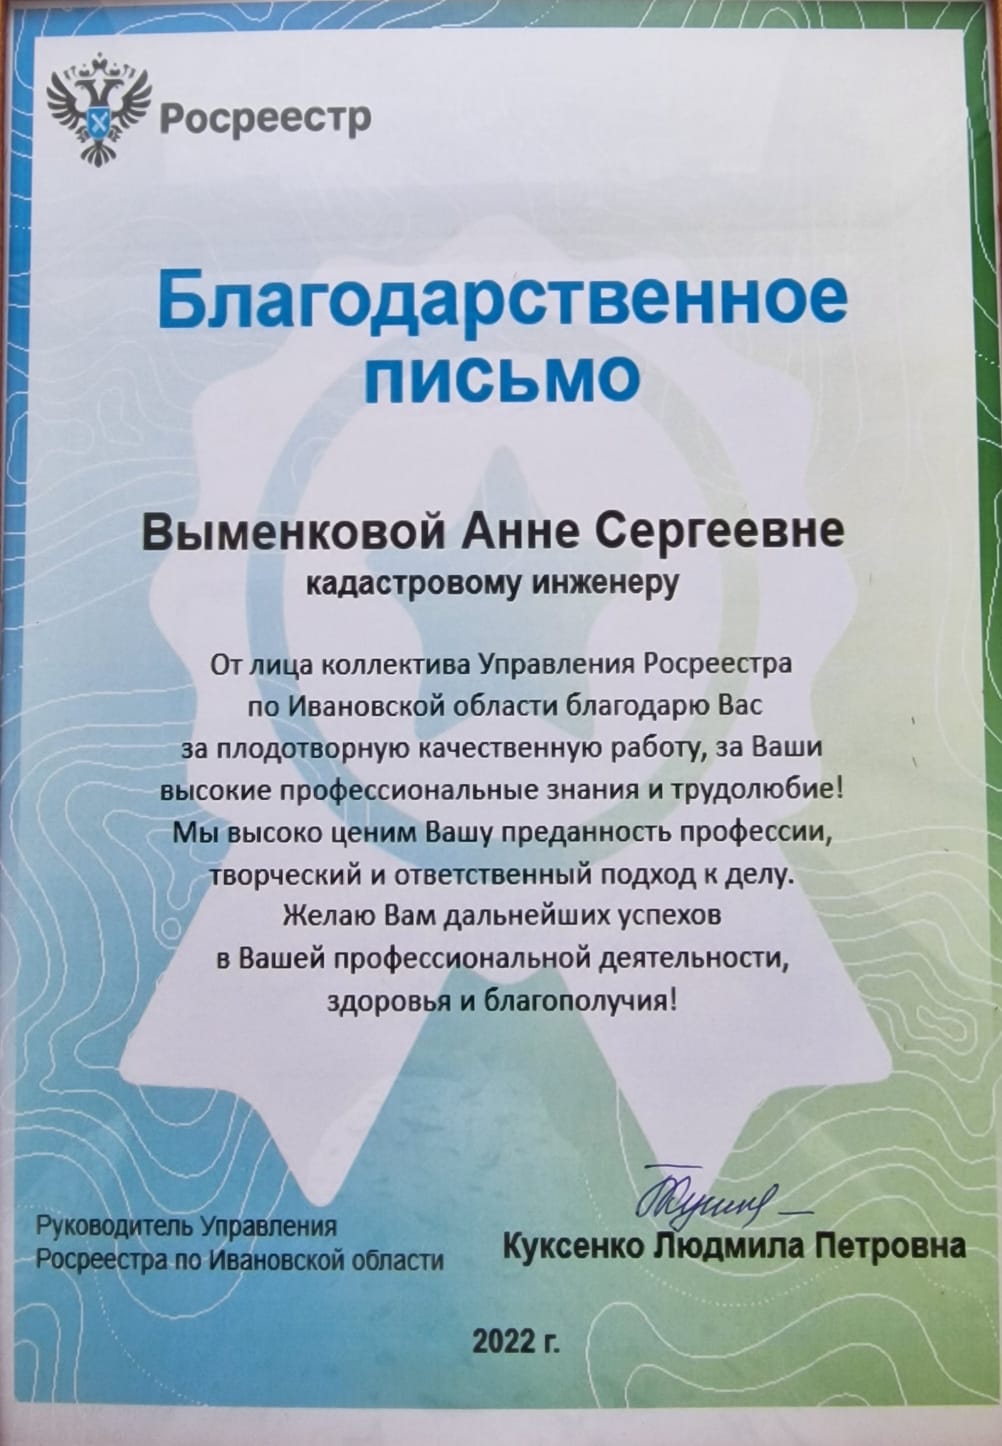 Росреестр
Благодарственное
письмо
Выменковой Анне Сергеевне
кадастровому инженеру
От лица коллектива Управления Росреестра
по Ивановской области благодарю Вас
за плодотворную качественную работу, за Ваши
высокие профессиональные знания и трудолюбие!
Мы высоко ценим Вашу преданность профессии,
творческий и ответственный подход к делу.
Желаю Вам дальнейших успехов
в Вашей профессиональной деятельности,
здоровья и благополучия!
Руководитель Управления
Росреестра по Ивановской области
Куксенко Людмила Петровна
2022 г.